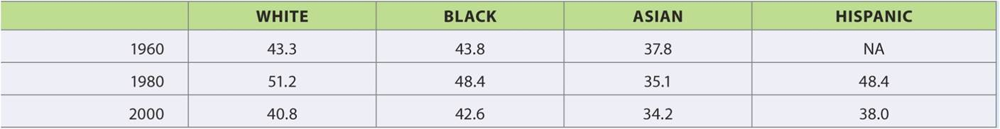 WHITE BLACK ASIAN HISPANIC
1960 43.3 43.8 37.8 NA
1980 51.2 48.4 35.1 48.4
2000 40.8 42.6 34.2 38.0